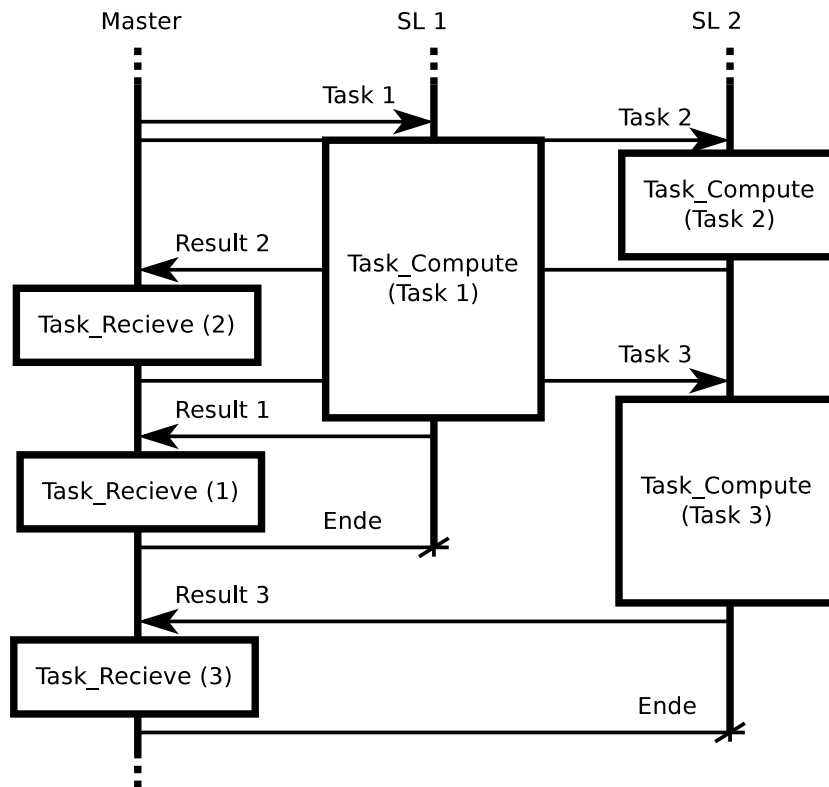 Master
SL 1
SL 2
Task 1
Task 2
Task_Compute
(Task 2)
Result 2
Task_Compute
(Task 1)
Task_Recieve (2)
Task 3
Result 1
Task_Recieve (1)
Task_Compute
(Task 3)
Ende
Result 3
Task_Recieve (3)
Ende